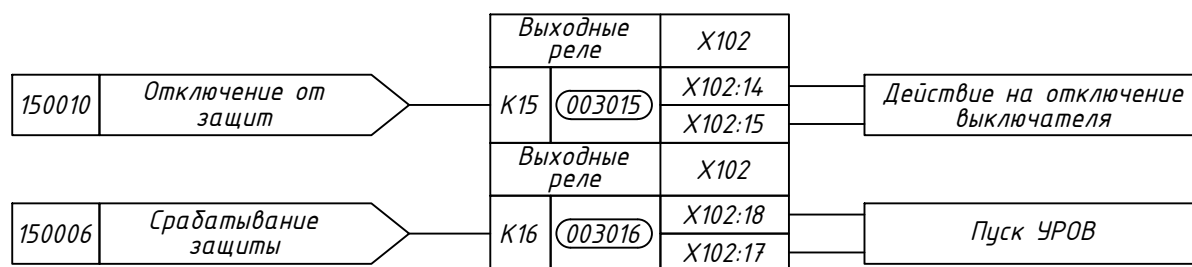 Выходные
реле
X102
150010
Отключение от
защит
K15
003015
X102:14
X102:15
Действие на отключение
выключателя
Выходные
реле
X102
150006
Срабатывание
защиты
K16
003016
X102:18
X102:17
Пуск УРОВ